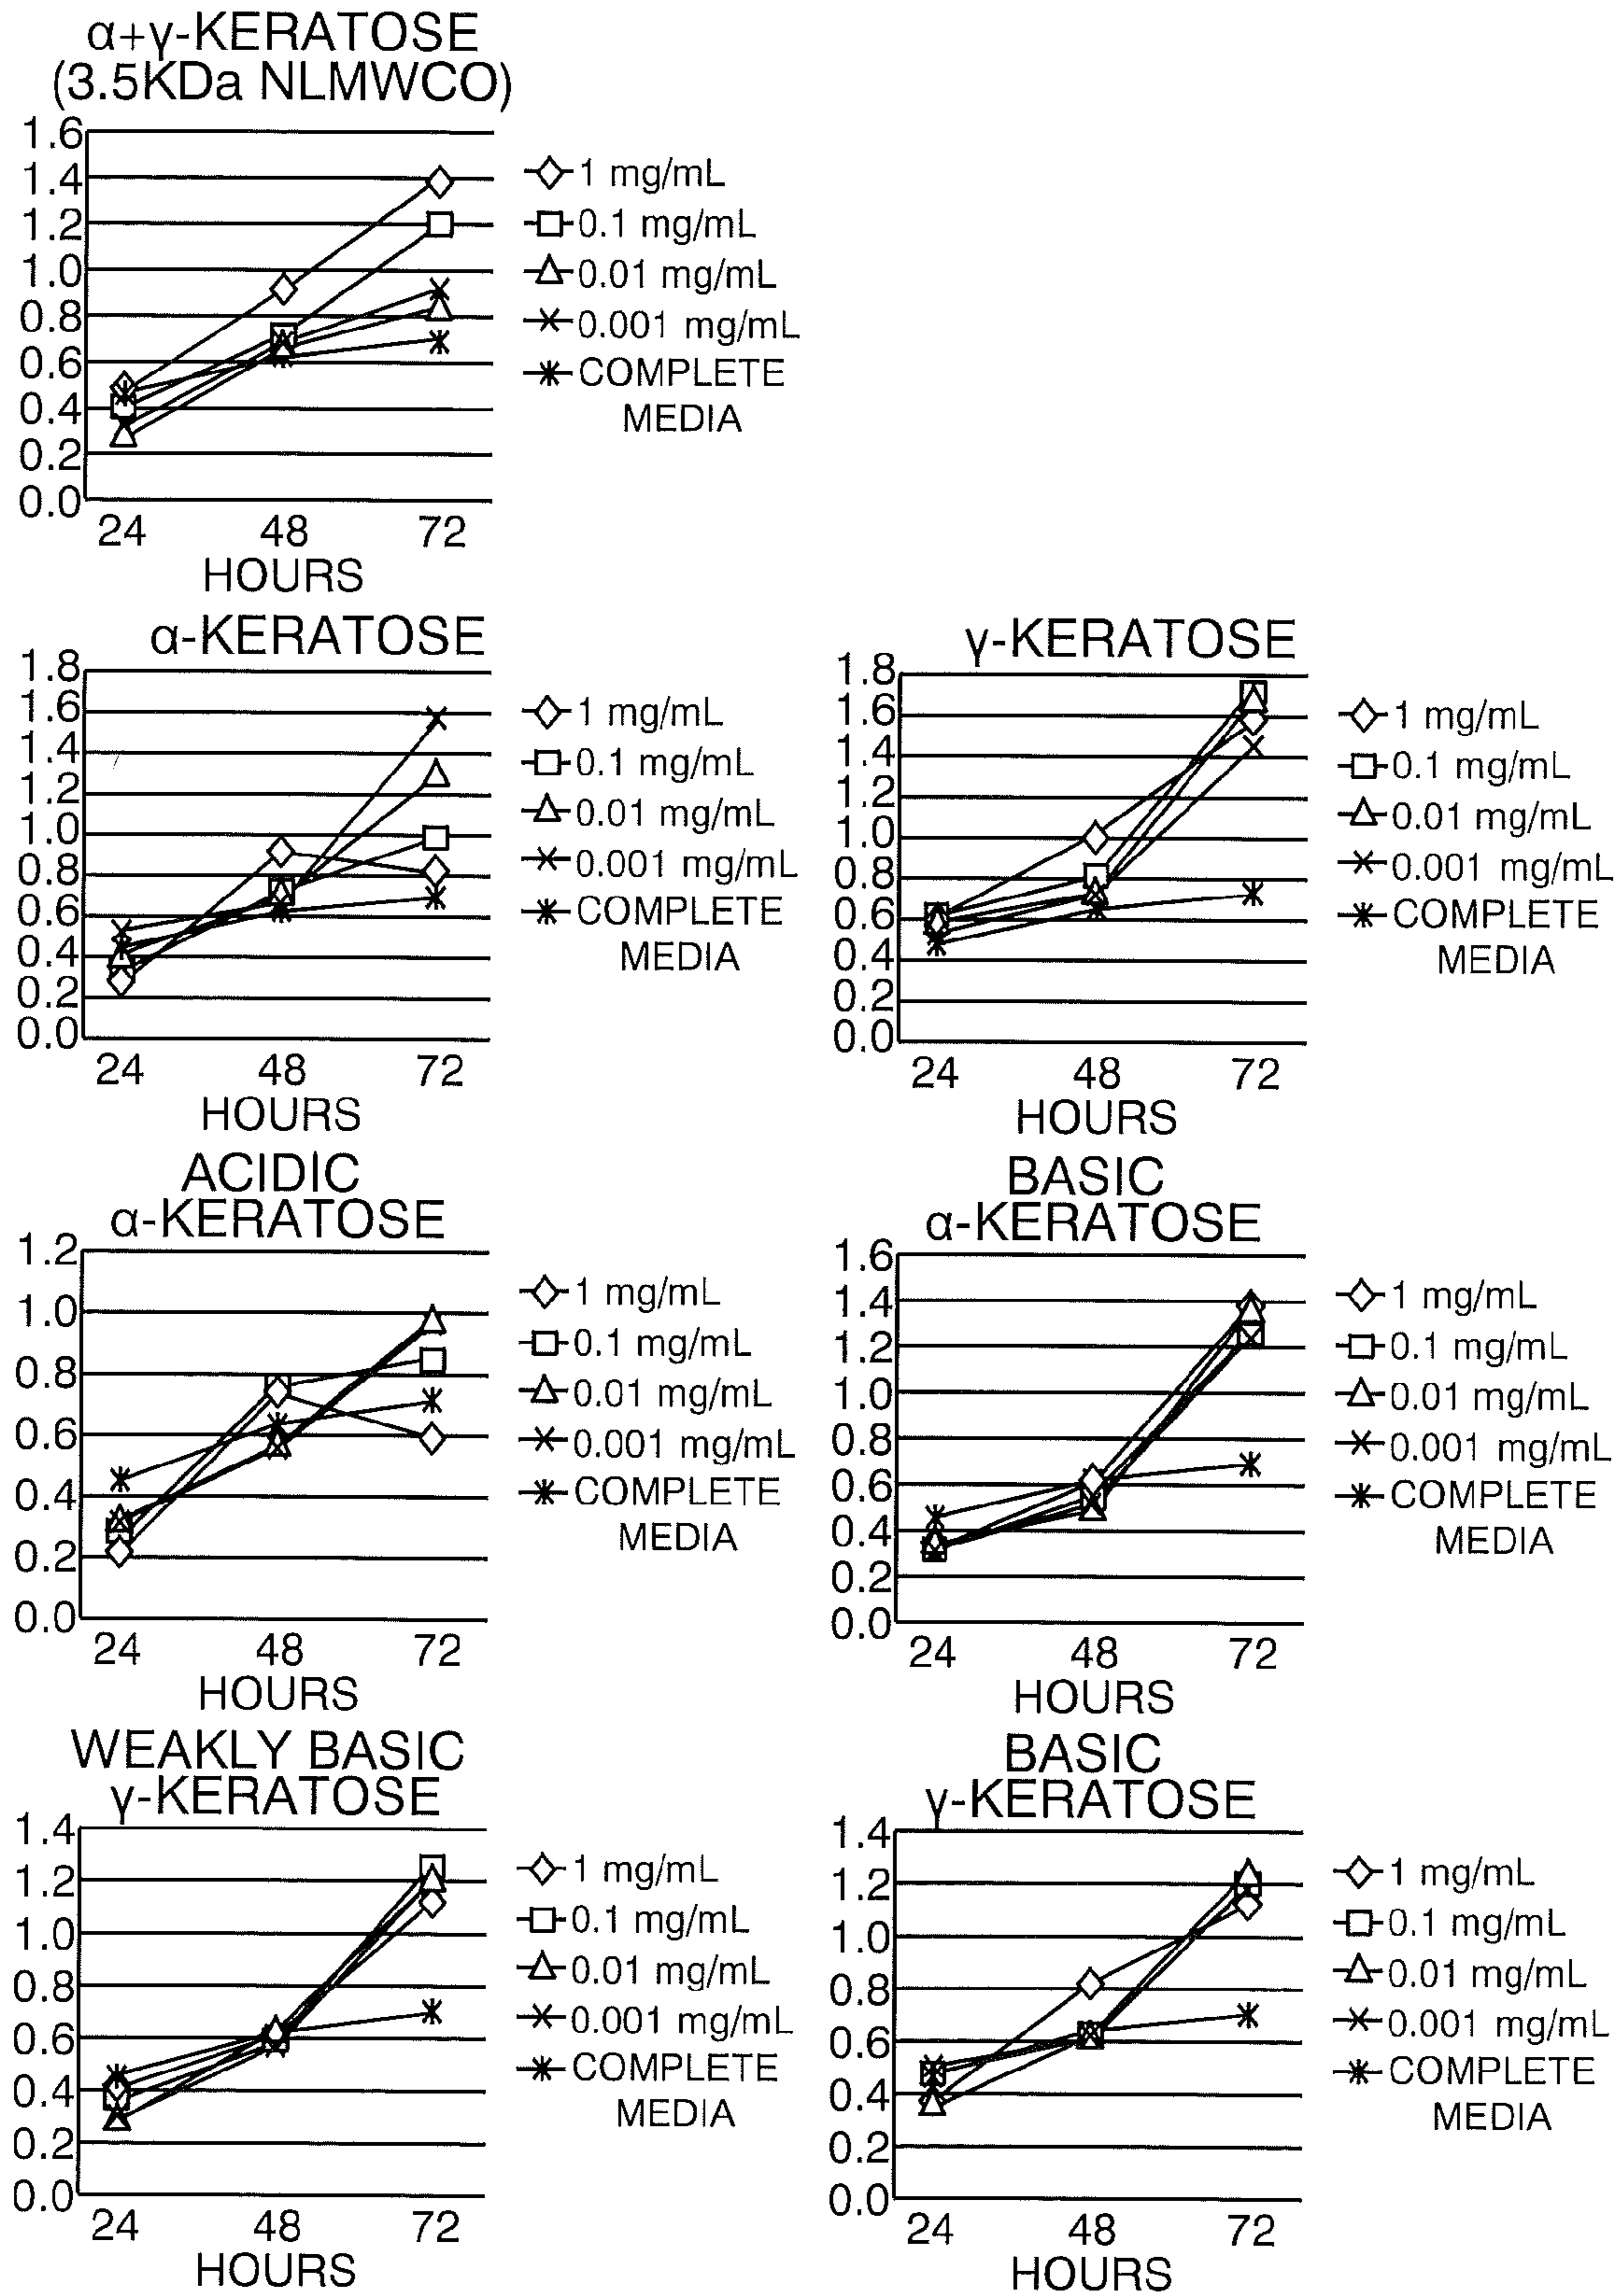 α+γ-KERATOSE
(3.5KDa NLMWCO)
1.6
1.4
1.2
1.0
0.8
0.6
0.4
0.2
0.0
24 48 72
HOURS
1 mg/mL
0.1 mg/mL
0.01 mg/mL
0.001 mg/mL
COMPLETE
MEDIA
α-KERATOSE
1.8
1.6
1.4
1.2
1.0
0.8
0.6
0.4
0.2
0.0
24 48 72
HOURS
1 mg/mL
0.1 mg/mL
0.01 mg/mL
0.001 mg/mL
COMPLETE
MEDIA
γ-KERATOSE
1.8
1.6
1.4
1.2
1.0
0.8
0.6
0.4
0.2
0.0
24 48 72
HOURS
1 mg/mL
0.1 mg/mL
0.01 mg/mL
0.001 mg/mL
COMPLETE
MEDIA
ACIDIC
α-KERATOSE
1.2
1.0
0.8
0.6
0.4
0.2
0.0
24 48 72
HOURS
1 mg/mL
0.1 mg/mL
0.01 mg/mL
0.001 mg/mL
COMPLETE
MEDIA
BASIC
α-KERATOSE
1.6
1.4
1.2
1.0
0.8
0.6
0.4
0.2
0.0
24 48 72
HOURS
1 mg/mL
0.1 mg/mL
0.01 mg/mL
0.001 mg/mL
COMPLETE
MEDIA
WEAKLY BASIC
γ-KERATOSE
1.4
1.2
1.0
0.8
0.6
0.4
0.2
0.0
24 48 72
HOURS
1 mg/mL
0.1 mg/mL
0.01 mg/mL
0.001 mg/mL
COMPLETE
MEDIA
BASIC
γ-KERATOSE
1.4
1.2
1.0
0.8
0.6
0.4
0.2
0.0
24 48 72
HOURS
1 mg/mL
0.1 mg/mL
0.01 mg/mL
0.001 mg/mL
COMPLETE
MEDIA